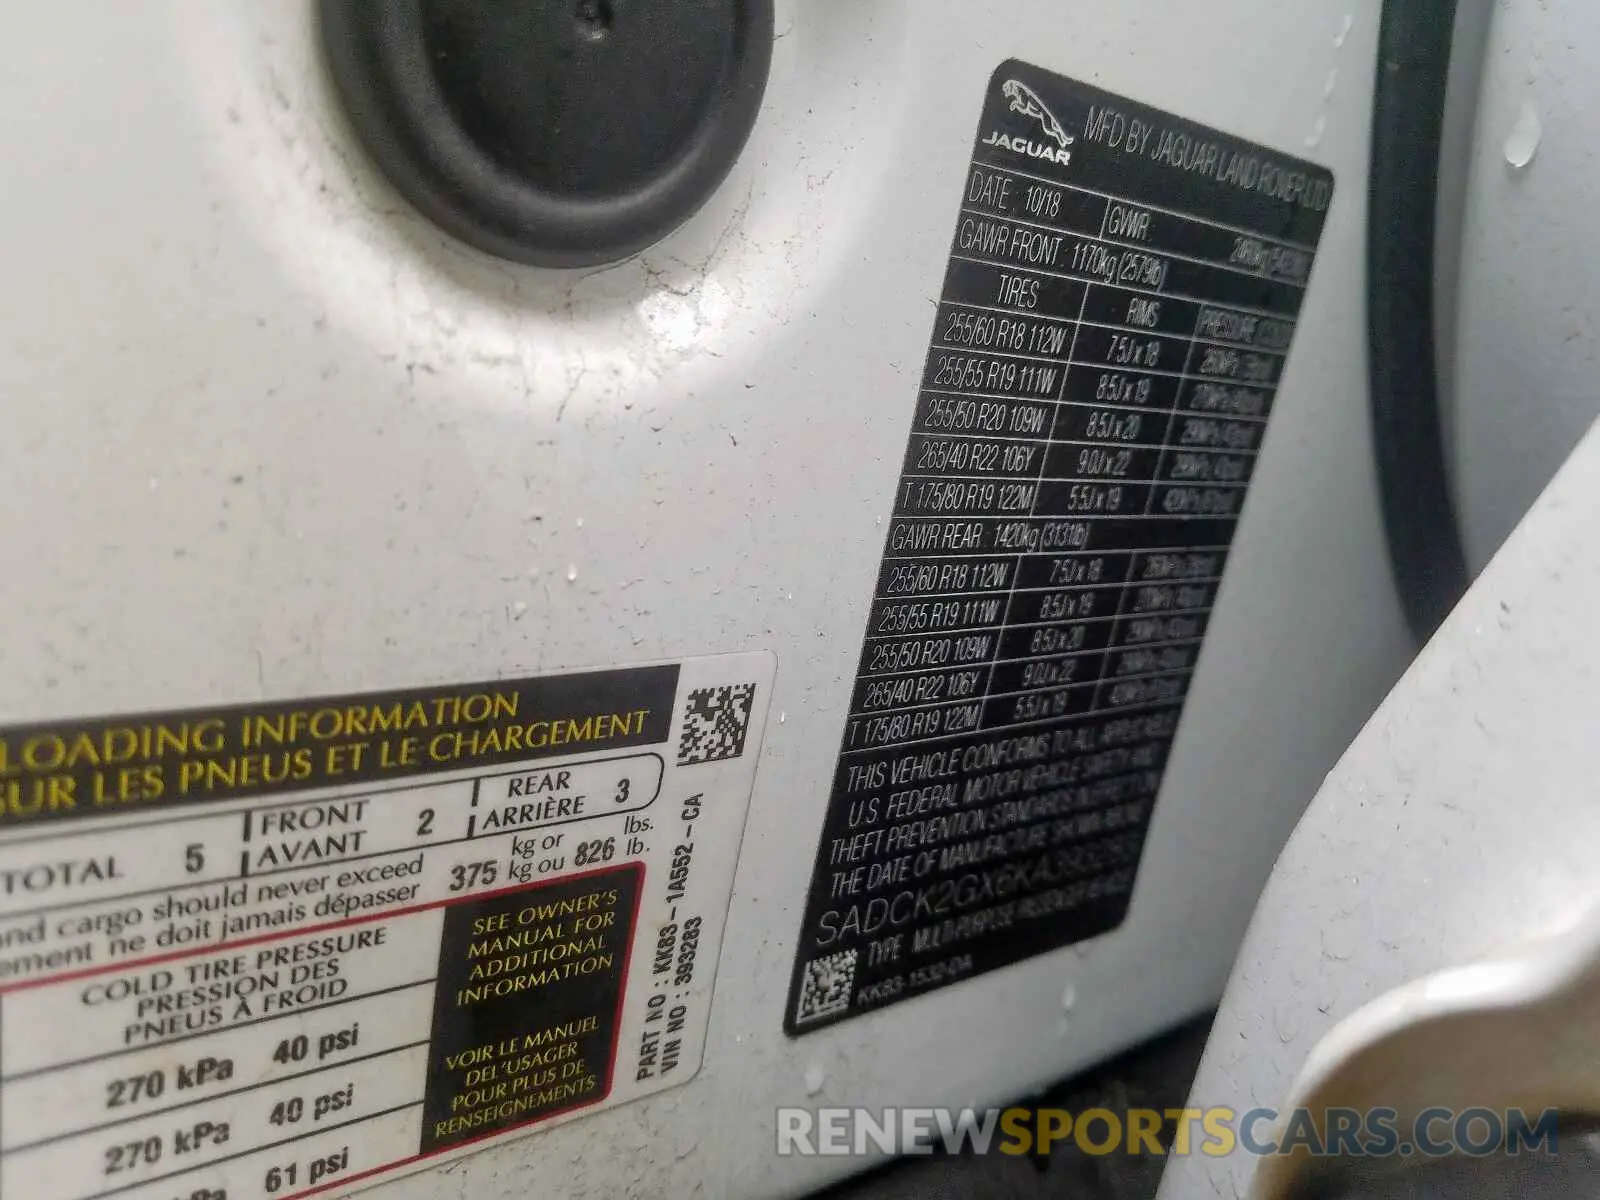 JAGUAR
MFD BY JAGUAR LAND ROVER LTD
DATE : 10/18 GVWR :
GAWR FRONT : 1170kg (2579lb)
TIRES RIMS PRESSURE
255/60 R18 112W 7.5J x 18
255/55 R19 111W 8.5J x 19
255/50 R20 109W 8.5J x 20
265/40 R22 106Y 9.0J x 22
T 175/80 R19 122M 5.5J x 19
GAWR REAR : 1420kg (3131lb)
255/60 R18 112W 7.5J x 18
255/55 R19 111W 8.5J x 19
255/50 R20 109W 8.5J x 20
265/40 R22 106Y 9.0J x 22
T 175/80 R19 122M 5.5J x 19
THIS VEHICLE CONFORMS TO ALL APPLICABLE
U.S. FEDERAL MOTOR VEHICLE SAFETY AND
THEFT PREVENTION STANDARDS IN EFFECT ON
THE DATE OF MANUFACTURE SHOWN ABOVE
TYPE : MULTI-PURPOSE PASSENGER
KK83-1532-DA
LOADING INFORMATION
SUR LES PNEUS ET LE CHARGEMENT
TOTAL 5 FRONT AVANT 2 REAR ARRIÈRE 3
and cargo should never exceed 375 kg or 826 lbs.
ement ne doit jamais dépasser kg ou lb.
COLD TIRE PRESSURE
PRESSION DES
PNEUS À FROID
270 kPa 40 psi
270 kPa 40 psi
61 psi
SEE OWNER'S
MANUAL FOR
ADDITIONAL
INFORMATION
VOIR LE MANUEL
DEL'USAGER
POUR PLUS DE
RENSEIGNEMENTS
PART NO : KK83-1A552-CA
VIN NO : 393283
RENEWSPORTSCARS.COM